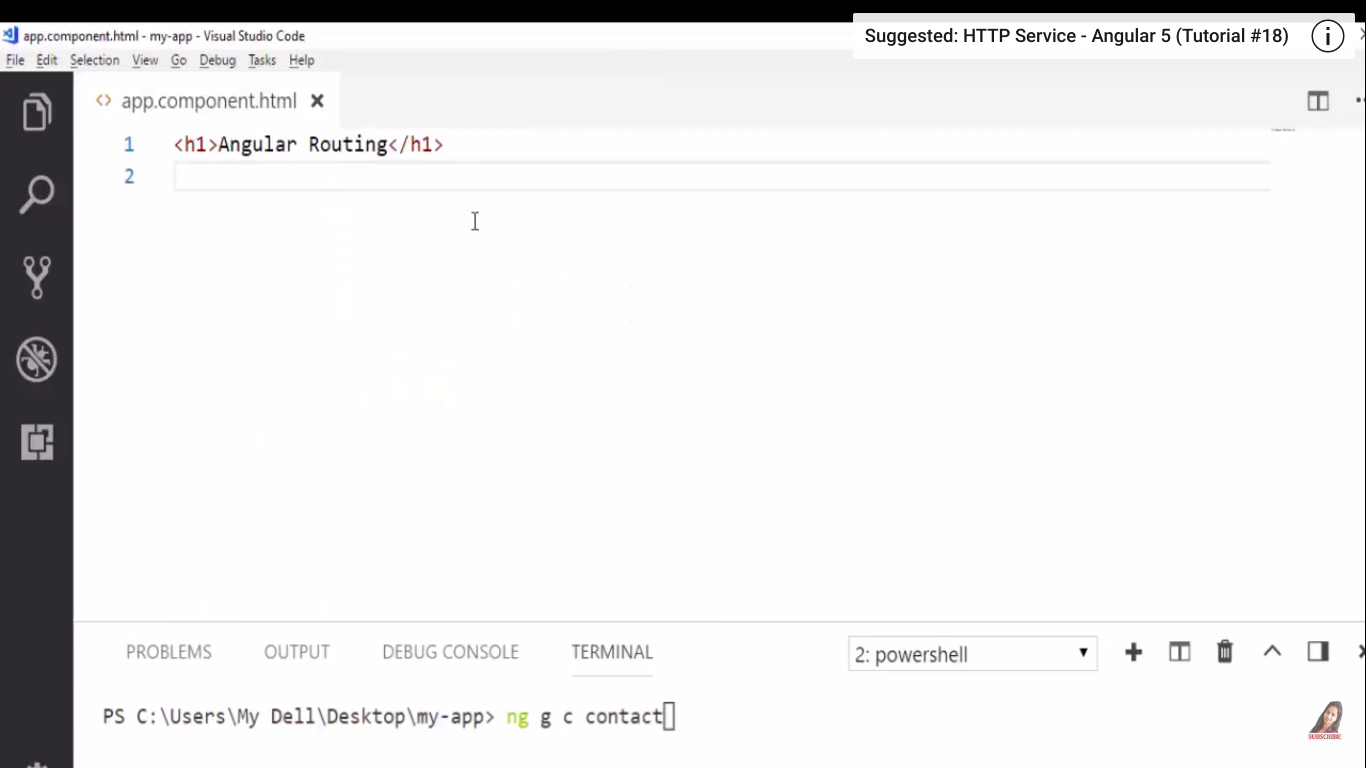 Suggested: HTTP Service - Angular 5 (Tutorial #18)
app.component.html - my-app - Visual Studio Code
File Edit Selection View Go Debug Tasks Help
app.component.html
1 <h1>Angular Routing</h1>
2
PROBLEMS OUTPUT DEBUG CONSOLE TERMINAL 2: powershell
PS C:\Users\My Dell\Desktop\my-app> ng g c contact
SUBSCRIBE